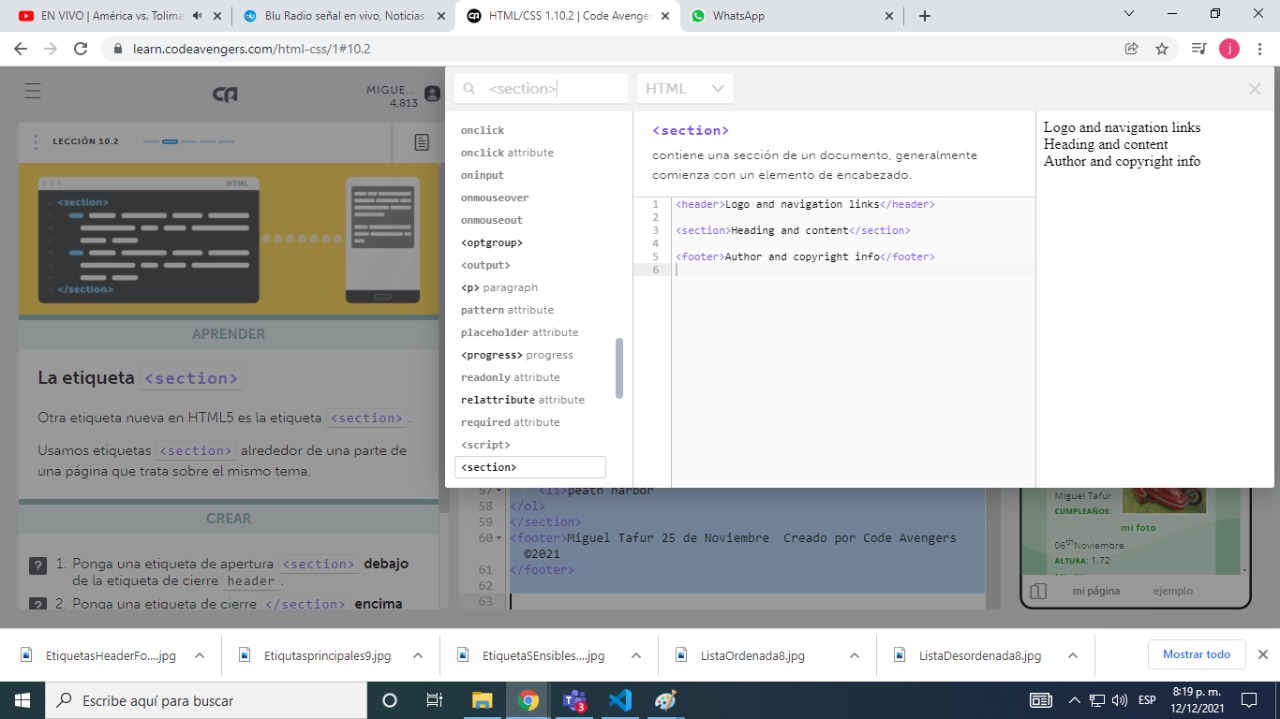 EN VIVO | América vs. Tolima
Blu Radio señal en vivo, Noticias
HTML/CSS 1.10.2 | Code Avenger
WhatsApp
learn.codeavengers.com/html-css/1#10.2
j
MIGUE...
4,813
LECCIÓN 10.2
HTML
<section>
</section>
APRENDER
La etiqueta <section>
Otra etiqueta nueva en HTML5 es la etiqueta <section>.
Usamos etiquetas <section> alrededor de una parte de
una página que trata sobre el mismo tema.
CREAR
? 1. Ponga una etiqueta de apertura <section> debajo
de la etiqueta de cierre header.
? 2. Ponga una etiqueta de cierre </section> encima
<section>
HTML
onclick
onclick attribute
oninput
onmouseover
onmouseout
<optgroup>
<output>
<p> paragraph
pattern attribute
placeholder attribute
<progress> progress
readonly attribute
relattribute attribute
required attribute
<script>
<section>
<section>
contiene una sección de un documento, generalmente
comienza con un elemento de encabezado.
1 <header>Logo and navigation links</header>
2
3 <section>Heading and content</section>
4
5 <footer>Author and copyright info</footer>
6
Logo and navigation links
Heading and content
Author and copyright info
57 <li>peath harbor
58 </ol>
59 </section>
60 <footer>Miguel Tafur 25 de Noviembre  Creado por Code Avengers
©2021
61 </footer>
62
63
Miguel Tafur
CUMPLEAÑOS:
mi foto
06thNoviembre
ALTURA: 1.72
mi página
ejemplo
EtiquetasHeaderFo....jpg
Etiqutasprincipales9.jpg
EtiquetaSEnsibles....jpg
ListaOrdenada8.jpg
ListaDesordenada8.jpg
Mostrar todo
Escribe aquí para buscar
3
ESP
8:19 p. m.
12/12/2021